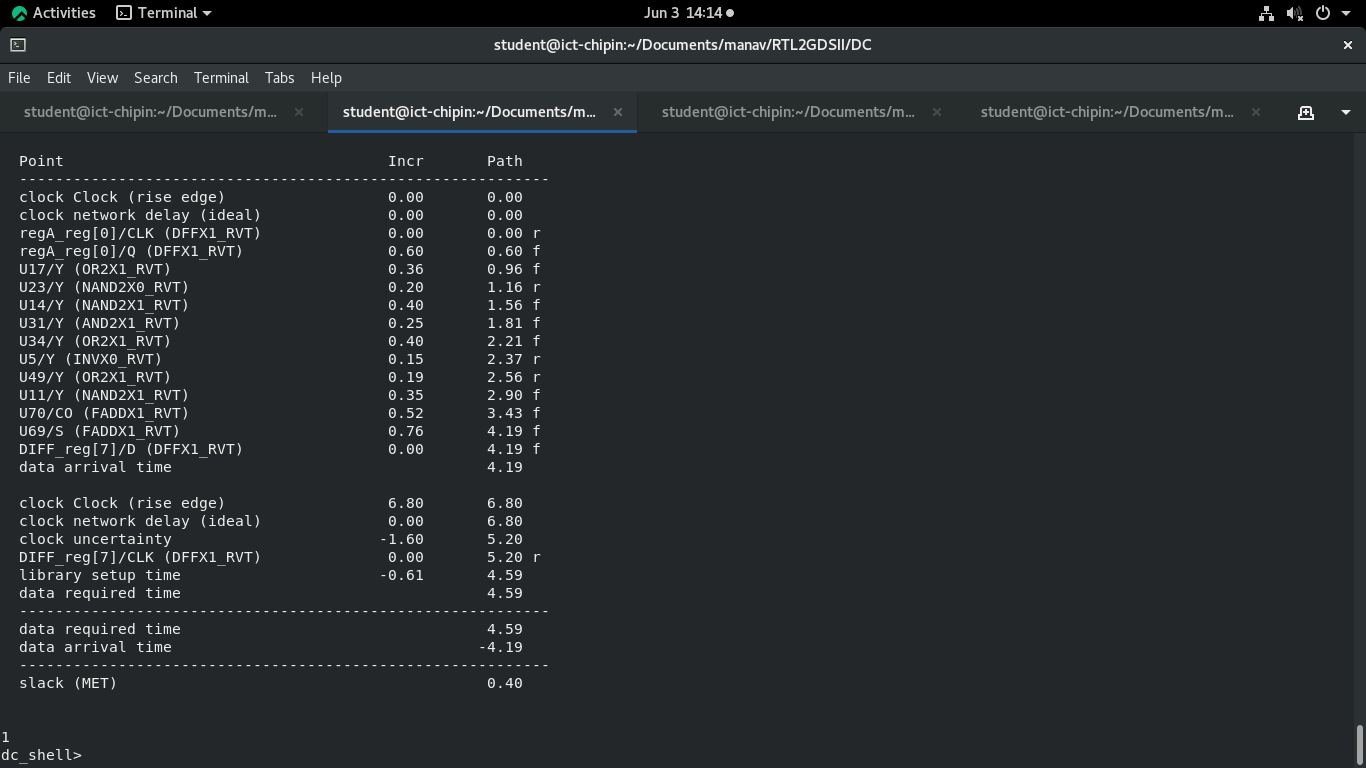 Activities Terminal Jun 3 14:14
student@ict-chipin:~/Documents/manav/RTL2GDSII/DC
File Edit View Search Terminal Tabs Help
student@ict-chipin:~/Documents/m... student@ict-chipin:~/Documents/m... student@ict-chipin:~/Documents/m... student@ict-chipin:~/Documents/m...
Point Incr Path
-----------------------------------------------------------
clock Clock (rise edge) 0.00 0.00
clock network delay (ideal) 0.00 0.00
regA_reg[0]/CLK (DFFX1_RVT) 0.00 0.00 r
regA_reg[0]/Q (DFFX1_RVT) 0.60 0.60 f
U17/Y (OR2X1_RVT) 0.36 0.96 f
U23/Y (NAND2X0_RVT) 0.20 1.16 r
U14/Y (NAND2X1_RVT) 0.40 1.56 f
U31/Y (AND2X1_RVT) 0.25 1.81 f
U34/Y (OR2X1_RVT) 0.40 2.21 f
U5/Y (INVX0_RVT) 0.15 2.37 r
U49/Y (OR2X1_RVT) 0.19 2.56 r
U11/Y (NAND2X1_RVT) 0.35 2.90 f
U70/CO (FADDX1_RVT) 0.52 3.43 f
U69/S (FADDX1_RVT) 0.76 4.19 f
DIFF_reg[7]/D (DFFX1_RVT) 0.00 4.19 f
data arrival time 4.19
clock Clock (rise edge) 6.80 6.80
clock network delay (ideal) 0.00 6.80
clock uncertainty -1.60 5.20
DIFF_reg[7]/CLK (DFFX1_RVT) 0.00 5.20 r
library setup time -0.61 4.59
data required time 4.59
-----------------------------------------------------------
data required time 4.59
data arrival time -4.19
-----------------------------------------------------------
slack (MET) 0.40
1
dc_shell>